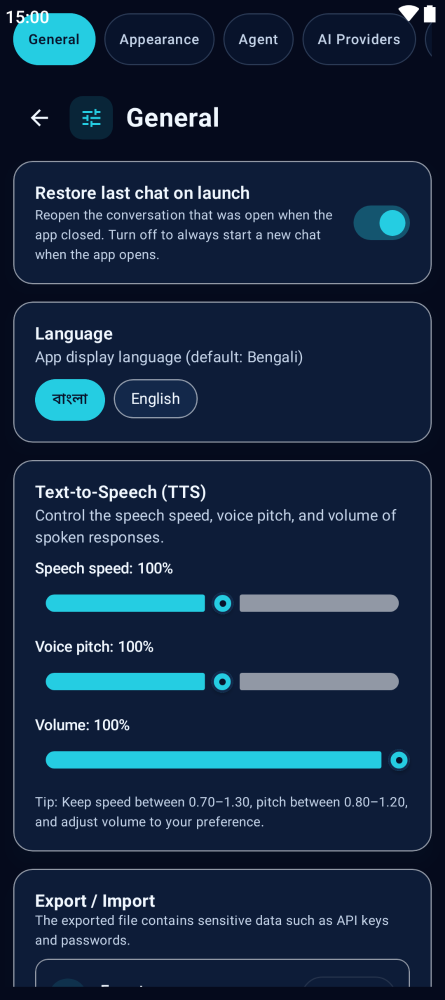 15:00
General
Appearance
Agent
AI Providers
General
Restore last chat on launch
Reopen the conversation that was open when the
app closed. Turn off to always start a new chat
when the app opens.
Language
App display language (default: Bengali)
বাংলা
English
Text-to-Speech (TTS)
Control the speech speed, voice pitch, and volume of
spoken responses.
Speech speed: 100%
Voice pitch: 100%
Volume: 100%
Tip: Keep speed between 0.70–1.30, pitch between 0.80–1.20,
and adjust volume to your preference.
Export / Import
The exported file contains sensitive data such as API keys
and passwords.